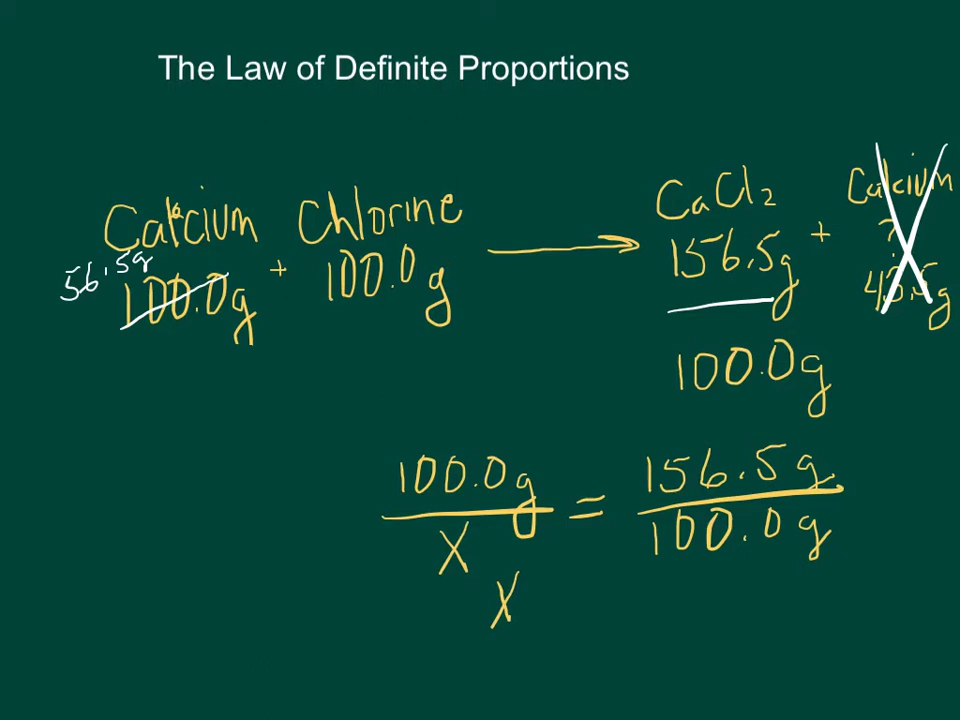 The Law of Definite Proportions
Calcium + Chlorine → CaCl2 + Calcium
56.5g 100.0g 100.0g 156.5g ? 43.5g
100.0g
100.0g / X = 156.5g / 100.0g
X